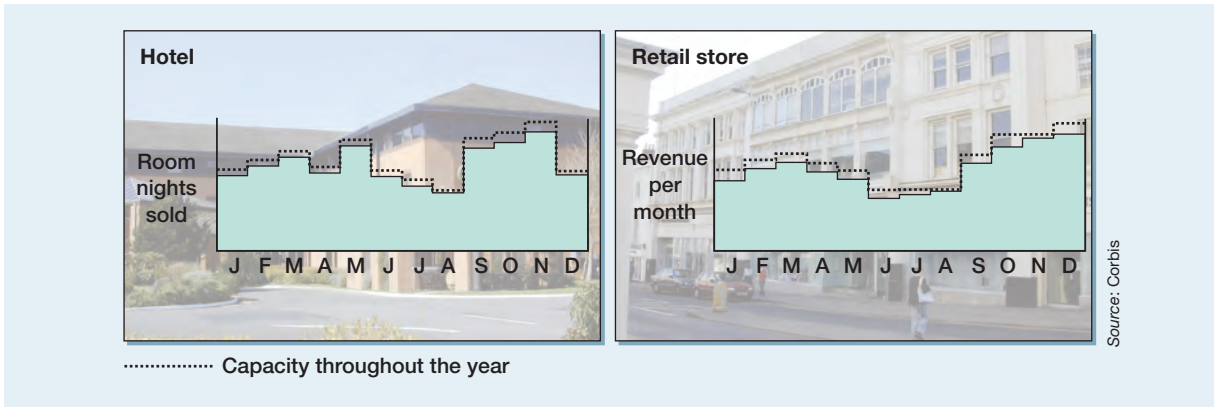 Hotel
Room
nights
sold
J F M A M J J A S O N D
Retail store
Revenue
per
month
J F M A M J J A S O N D
Source: Corbis
Capacity throughout the year